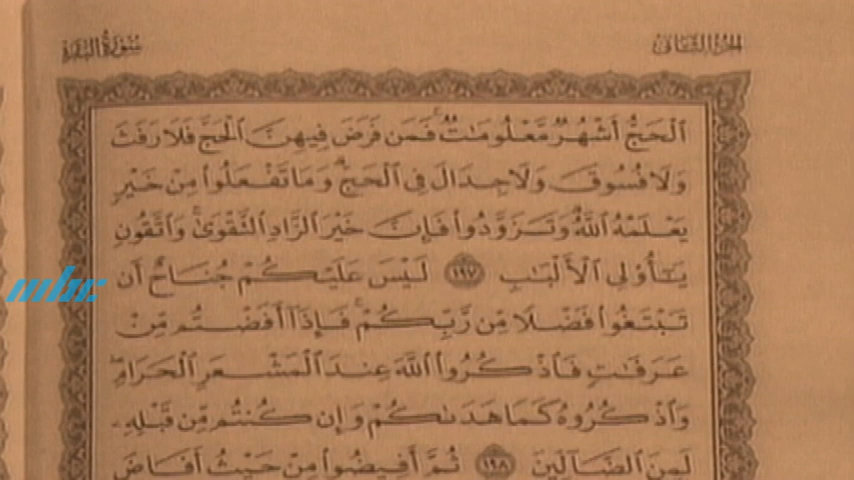 الجزء الثاني
سورة البقرة
ٱلْحَجُّ أَشْهُرٌ مَّعْلُومَٰتٌ ۚ فَمَن فَرَضَ فِيهِنَّ ٱلْحَجَّ فَلَا رَفَثَ
وَلَا فُسُوقَ وَلَا جِدَالَ فِى ٱلْحَجِّ ۗ وَمَا تَفْعَلُوا۟ مِنْ خَيْرٍ
يَعْلَمْهُ ٱللَّهُ ۗ وَتَزَوَّدُوا۟ فَإِنَّ خَيْرَ ٱلزَّادِ ٱلتَّقْوَىٰ ۚ وَٱتَّقُونِ
يَٰٓأُو۟لِى ٱلْأَلْبَٰبِ ١٩٧ لَيْسَ عَلَيْكُمْ جُنَاحٌ أَن
تَبْتَغُوا۟ فَضْلًا مِّن رَّبِّكُمْ ۚ فَإِذَآ أَفَضْتُم مِّنْ
عَرَفَٰتٍ فَٱذْكُرُوا۟ ٱللَّهَ عِندَ ٱلْمَشْعَرِ ٱلْحَرَامِ ۖ
وَٱذْكُرُوهُ كَمَا هَدَىٰكُمْ وَإِن كُنتُم مِّن قَبْلِهِۦ
لَمِنَ ٱلضَّآلِّينَ ١٩٨ ثُمَّ أَفِيضُوا۟ مِنْ حَيْثُ أَفَاضَ
mbc